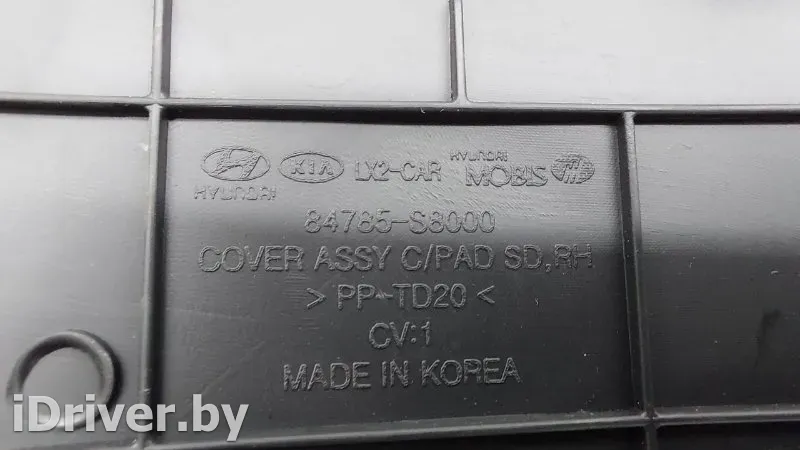 HYUNDAI KIA LX2-CAR HYUNDAI MOBIS
84785-S8000
COVER ASSY C/PAD SD,RH
> PP-TD20 <
CV:1
MADE IN KOREA
iDriver.by